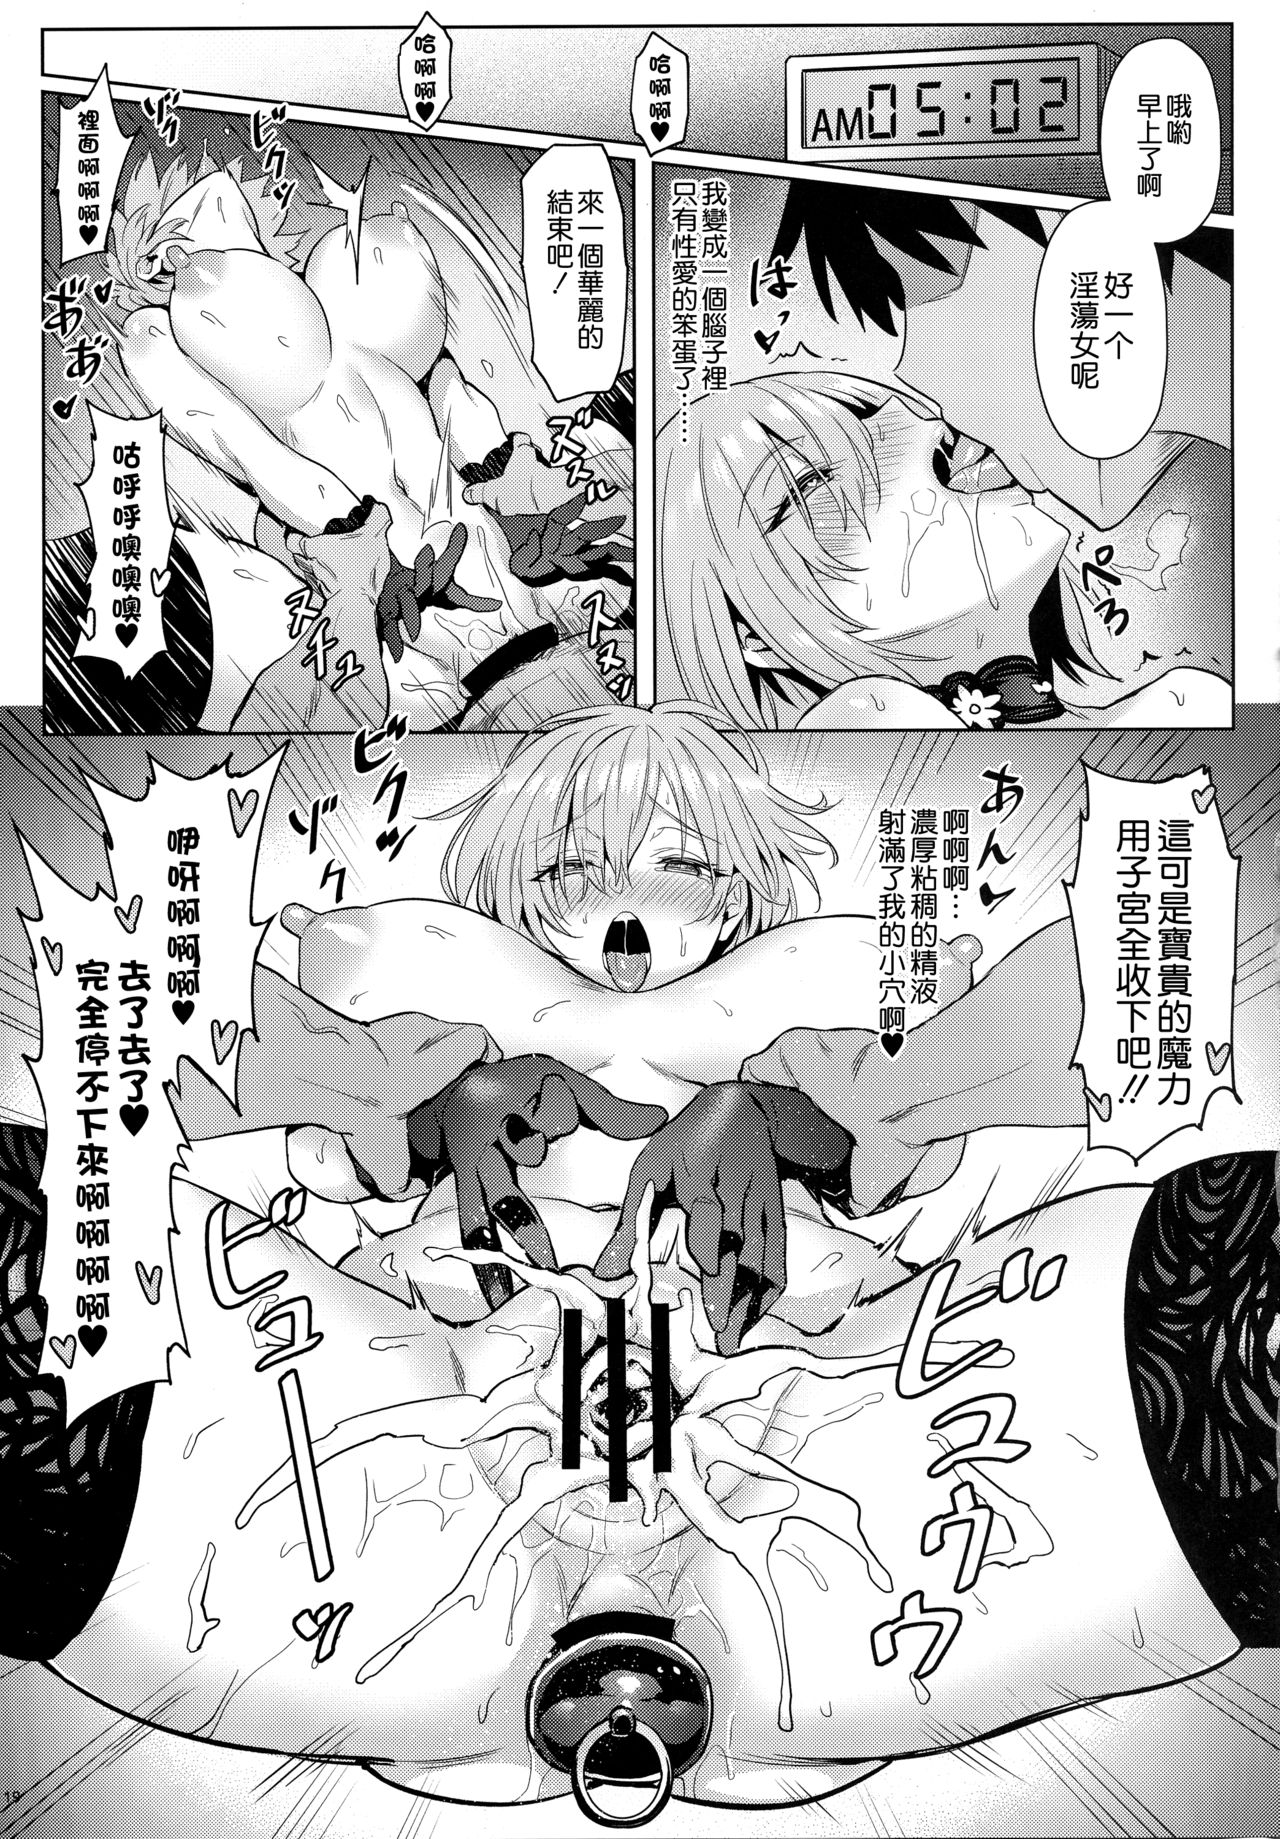 AM 05:02
哦喲
早上了啊
好一个
淫蕩女呢
我變成一個腦子裡
只有性愛的笨蛋了……
は
ぺろ
哈啊啊♥
哈啊啊♥
來一個華麗的
結束吧！
裡面啊啊啊♥
ゾク
ビク
あ゛あ゛
咕呼呼噢噢噢♥
ヌスル
ヌチュ
スヌ
這可是寶貴的魔力
用子宮全收下吧!!
あんっ
啊啊啊…
濃厚粘稠的精液
射滿了我的小穴啊♥
ビクッ
ゾクッ
咿呀啊啊啊♥
去了去了♥
完全停不下來啊啊啊啊♥
ビュウウ
ビューーッ
19